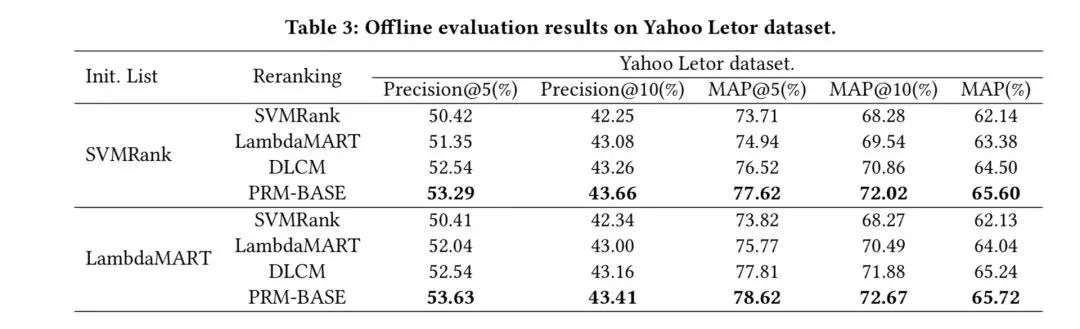 Table 3: Offline evaluation results on Yahoo Letor dataset.
Init. List Reranking Yahoo Letor dataset.
Precision@5(%) Precision@10(%) MAP@5(%) MAP@10(%) MAP(%)
SVMRank SVMRank 50.42 42.25 73.71 68.28 62.14
LambdaMART 51.35 43.08 74.94 69.54 63.38
DLCM 52.54 43.26 76.52 70.86 64.50
PRM-BASE 53.29 43.66 77.62 72.02 65.60
LambdaMART SVMRank 50.41 42.34 73.82 68.27 62.13
LambdaMART 52.04 43.00 75.77 70.49 64.04
DLCM 52.54 43.16 77.81 71.88 65.24
PRM-BASE 53.63 43.41 78.62 72.67 65.72